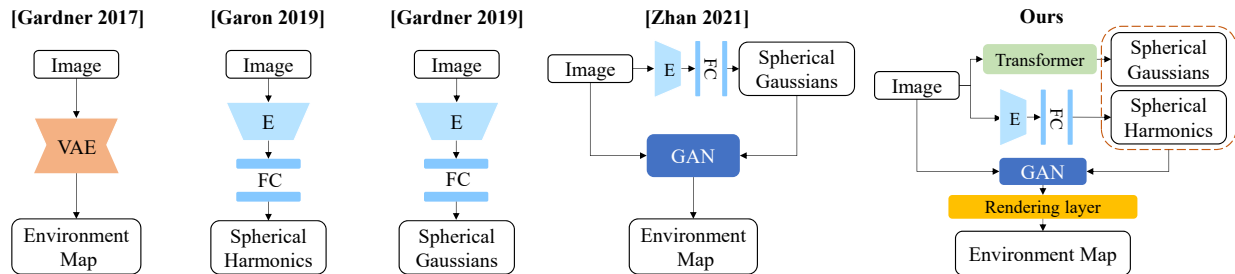 [Gardner 2017]
Image
VAE
Environment
Map
[Garon 2019]
Image
E
FC
Spherical
Harmonics
[Gardner 2019]
Image
E
FC
Spherical
Gaussians
[Zhan 2021]
Image
E
FC
Spherical
Gaussians
GAN
Environment
Map
Ours
Image
Transformer
Spherical
Gaussians
E
FC
Spherical
Harmonics
GAN
Rendering layer
Environment Map